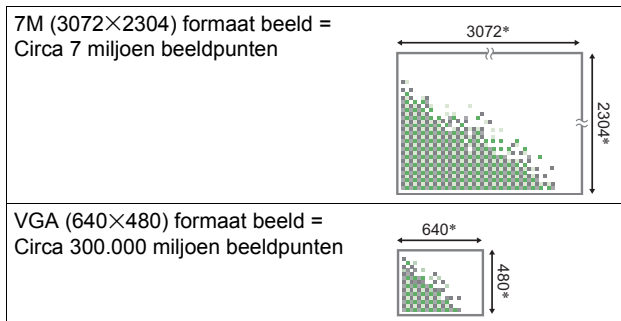 7M (3072×2304) formaat beeld =
Circa 7 miljoen beeldpunten
3072*
2304*
VGA (640×480) formaat beeld =
Circa 300.000 miljoen beeldpunten
640*
480*